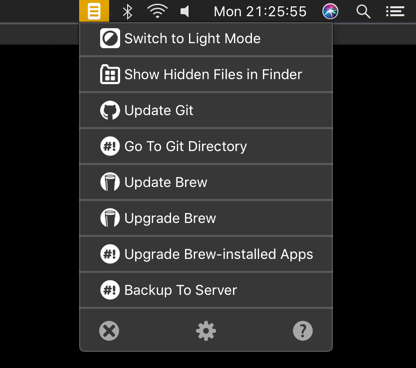 Mon 21:25:55
Switch to Light Mode
Show Hidden Files in Finder
Update Git
#! Go To Git Directory
Update Brew
Upgrade Brew
#! Upgrade Brew-installed Apps
#! Backup To Server
?